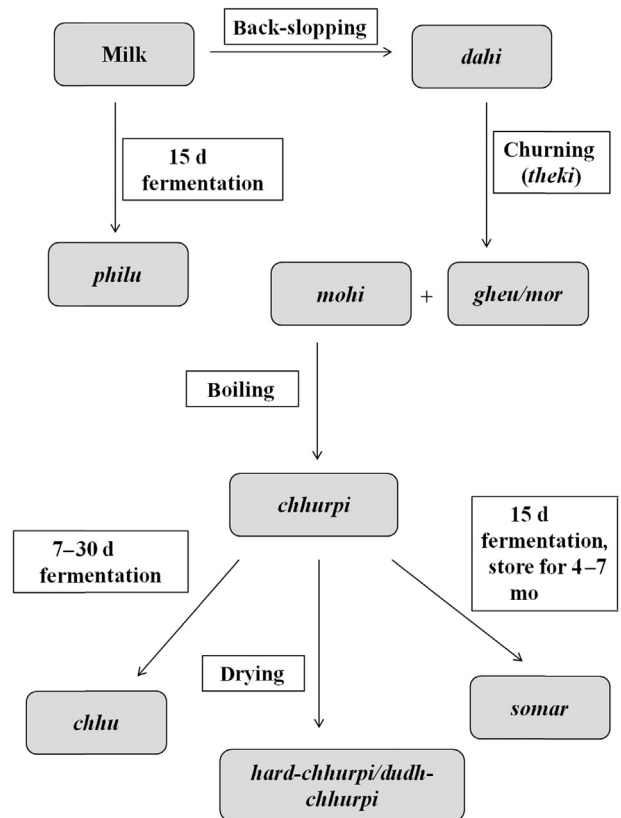 Back-slopping
Milk
dahi
15 d
fermentation
Churning
(theki)
philu
mohi
+
gheu/mor
Boiling
chhurpi
7–30 d
fermentation
15 d
fermentation,
store for 4–7
mo
Drying
chhu
somar
hard-chhurpi/dudh-
chhurpi